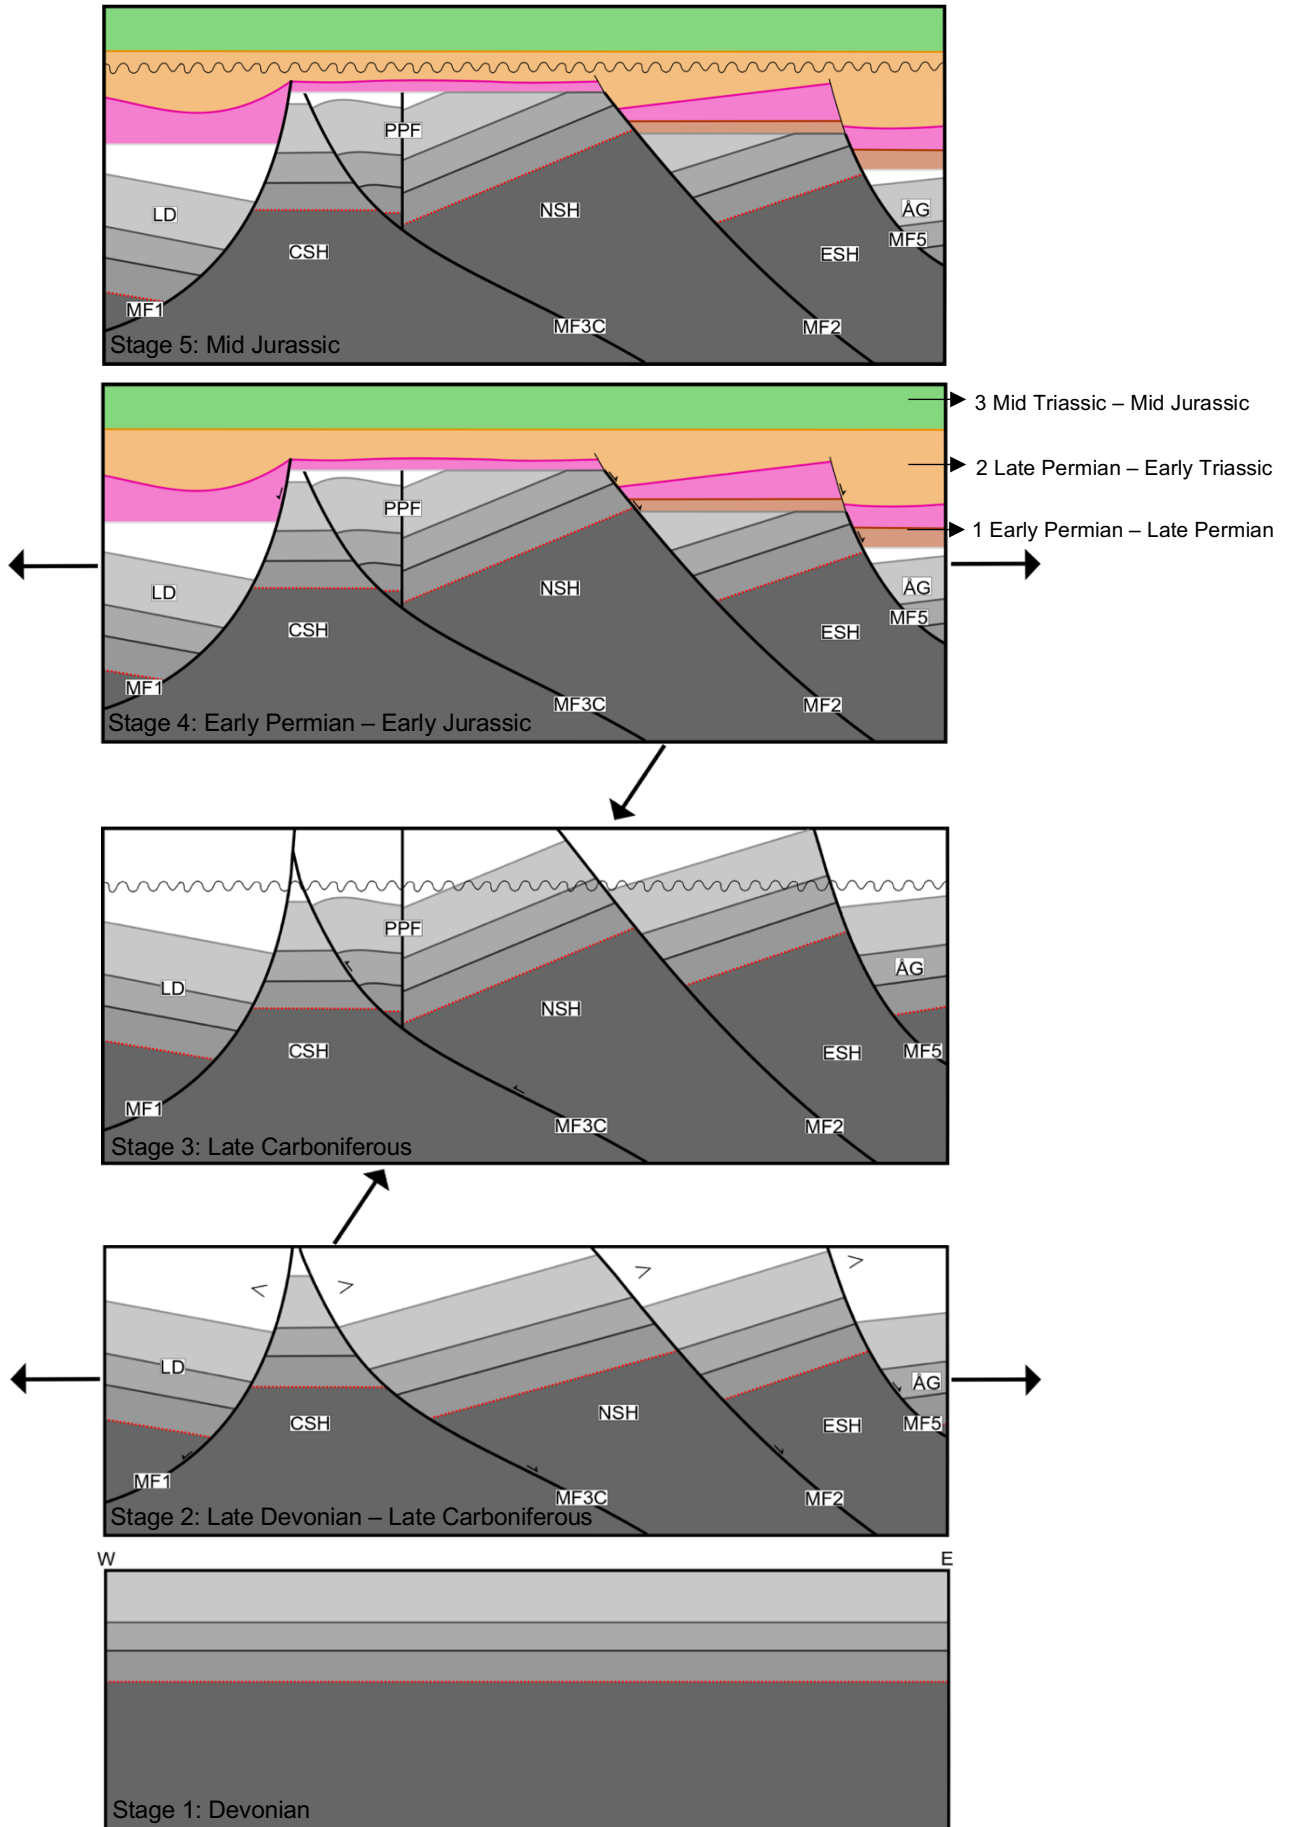 PPF
LD
ÅG
NSH
MF5
CSH
ESH
MF1
MF3C
MF2
Stage 5: Mid Jurassic
3 Mid Triassic – Mid Jurassic
2 Late Permian – Early Triassic
PPF
1 Early Permian – Late Permian
LD
NSH
ÅG
MF5
CSH
ESH
MF1
MF3C
MF2
Stage 4: Early Permian – Early Jurassic
PPF
ÅG
LD
NSH
CSH
ESH
MF5
MF1
MF3C
MF2
Stage 3: Late Carboniferous
LD
ÅG
NSH
CSH
ESH
MF5
MF1
MF3C
MF2
Stage 2: Late Devonian – Late Carboniferous
W
E
Stage 1: Devonian